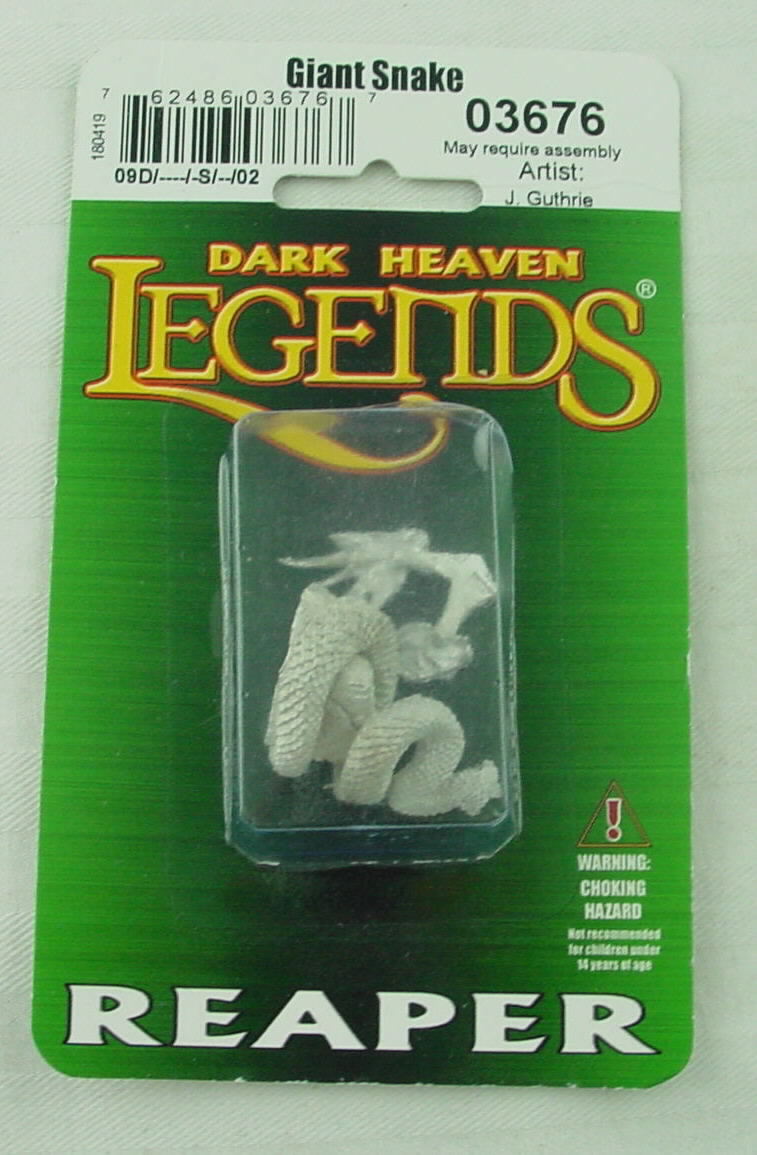 Giant Snake
7 62486 03676 7
180419
09D/----/-S/--/02
03676
May require assembly
Artist:
J. Guthrie
DARK HEAVEN
LEGENDS®
WARNING:
CHOKING
HAZARD
Not recommended
for children under
14 years of age
REAPER